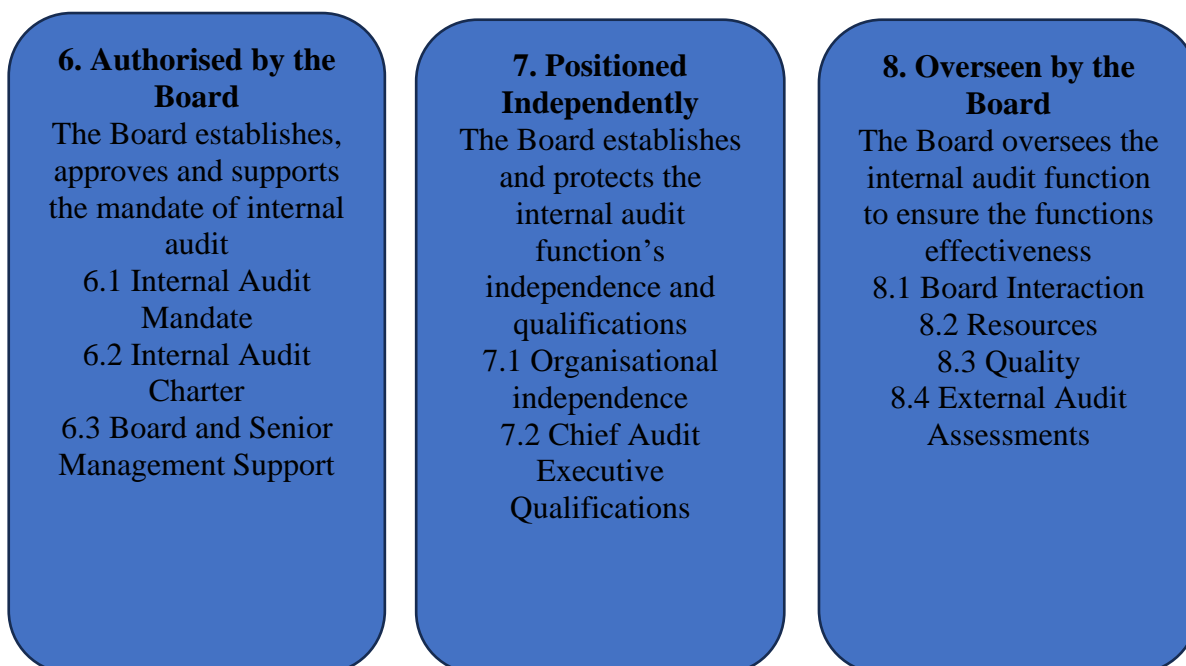 6. Authorised by the
Board
The Board establishes,
approves and supports
the mandate of internal
audit
6.1 Internal Audit
Mandate
6.2 Internal Audit
Charter
6.3 Board and Senior
Management Support
7. Positioned
Independently
The Board establishes
and protects the
internal audit
function’s
independence and
qualifications
7.1 Organisational
independence
7.2 Chief Audit
Executive
Qualifications
8. Overseen by the
Board
The Board oversees the
internal audit function
to ensure the functions
effectiveness
8.1 Board Interaction
8.2 Resources
8.3 Quality
8.4 External Audit
Assessments